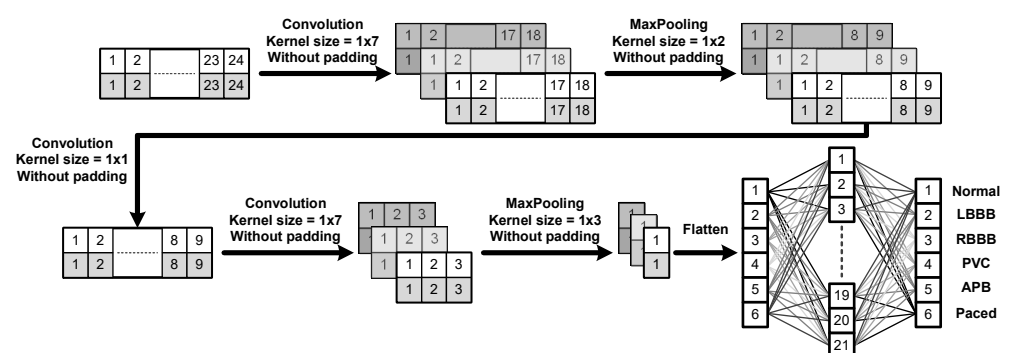 Convolution
Kernel size = 1x7
Without padding
MaxPooling
Kernel size = 1x2
Without padding
1 2 23 24
1 2 23 24
1 2 17 18
1 1 2 17 18
1 1 2 17 18
1 2 17 18
1 2 8 9
1 1 2 8 9
1 1 2 8 9
1 2 8 9
Convolution
Kernel size = 1x1
Without padding
1 2 8 9
1 2 8 9
Convolution
Kernel size = 1x7
Without padding
1 2 3
1 1 2 3
1 1 2 3
1 2 3
MaxPooling
Kernel size = 1x3
Without padding
1
1 1
1 1
1
Flatten
1
2
3
4
5
6
1
2
3
19
20
21
1 Normal
2 LBBB
3 RBBB
4 PVC
5 APB
6 Paced